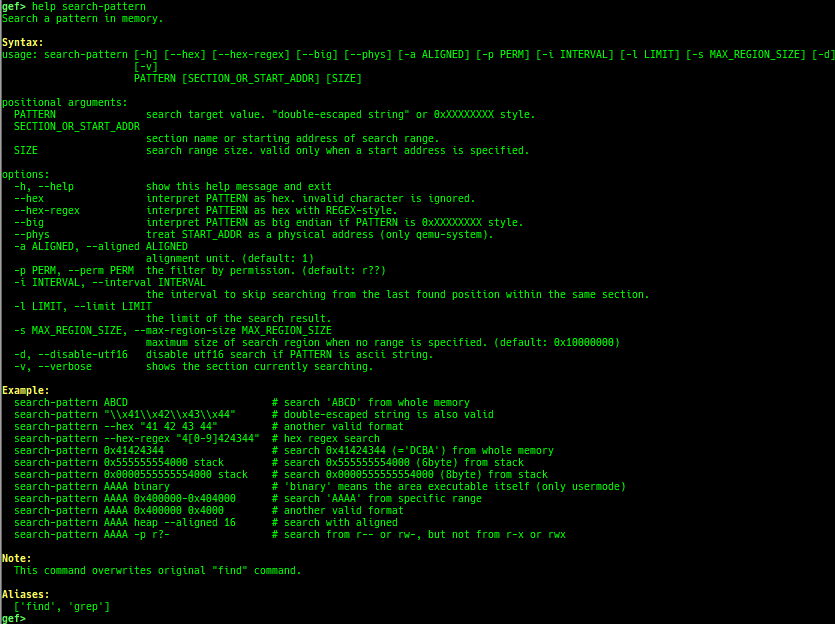 gef> help search-pattern
Search a pattern in memory.

Syntax:
usage: search-pattern [-h] [--hex] [--hex-regex] [--big] [--phys] [-a ALIGNED] [-p PERM] [-i INTERVAL] [-l LIMIT] [-s MAX_REGION_SIZE] [-d]
                      [-v]
                      PATTERN [SECTION_OR_START_ADDR] [SIZE]

positional arguments:
  PATTERN               search target value. "double-escaped string" or 0xXXXXXXXX style.
  SECTION_OR_START_ADDR
                        section name or starting address of search range.
  SIZE                  search range size. valid only when a start address is specified.

options:
  -h, --help            show this help message and exit
  --hex                 interpret PATTERN as hex. invalid character is ignored.
  --hex-regex           interpret PATTERN as hex with REGEX-style.
  --big                 interpret PATTERN as big endian if PATTERN is 0xXXXXXXXX style.
  --phys                treat START_ADDR as a physical address (only qemu-system).
  -a ALIGNED, --aligned ALIGNED
                        alignment unit. (default: 1)
  -p PERM, --perm PERM  the filter by permission. (default: r??)
  -i INTERVAL, --interval INTERVAL
                        the interval to skip searching from the last found position within the same section.
  -l LIMIT, --limit LIMIT
                        the limit of the search result.
  -s MAX_REGION_SIZE, --max-region-size MAX_REGION_SIZE
                        maximum size of search region when no range is specified. (default: 0x10000000)
  -d, --disable-utf16   disable utf16 search if PATTERN is ascii string.
  -v, --verbose         shows the section currently searching.

Example:
  search-pattern ABCD                        # search 'ABCD' from whole memory
  search-pattern "\\x41\\x42\\x43\\x44"      # double-escaped string is also valid
  search-pattern --hex "41 42 43 44"         # another valid format
  search-pattern --hex-regex "4[0-9]424344"  # hex regex search
  search-pattern 0x41424344                  # search 0x41424344 (='DCBA') from whole memory
  search-pattern 0x555555554000 stack        # search 0x555555554000 (6byte) from stack
  search-pattern 0x0000555555554000 stack    # search 0x0000555555554000 (8byte) from stack
  search-pattern AAAA binary                 # 'binary' means the area executable itself (only usermode)
  search-pattern AAAA 0x400000-0x404000      # search 'AAAA' from specific range
  search-pattern AAAA 0x400000 0x4000        # another valid format
  search-pattern AAAA heap --aligned 16      # search with aligned
  search-pattern AAAA -p r?-                 # search from r-- or rw-, but not from r-x or rwx

Note:
  This command overwrites original "find" command.

Aliases:
  ['find', 'grep']
gef>